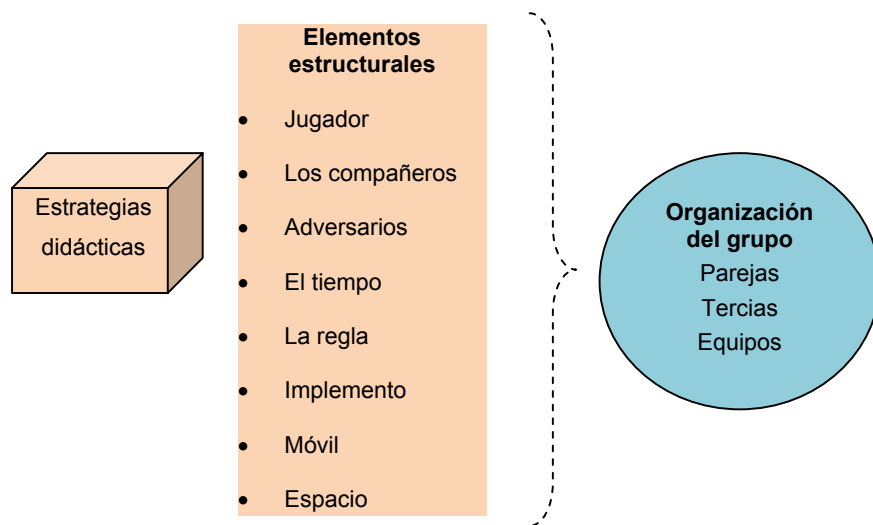 Estrategias
didácticas
Elementos
estructurales
• Jugador
• Los compañeros
• Adversarios
• El tiempo
• La regla
• Implemento
• Móvil
• Espacio
Organización
del grupo
Parejas
Tercias
Equipos